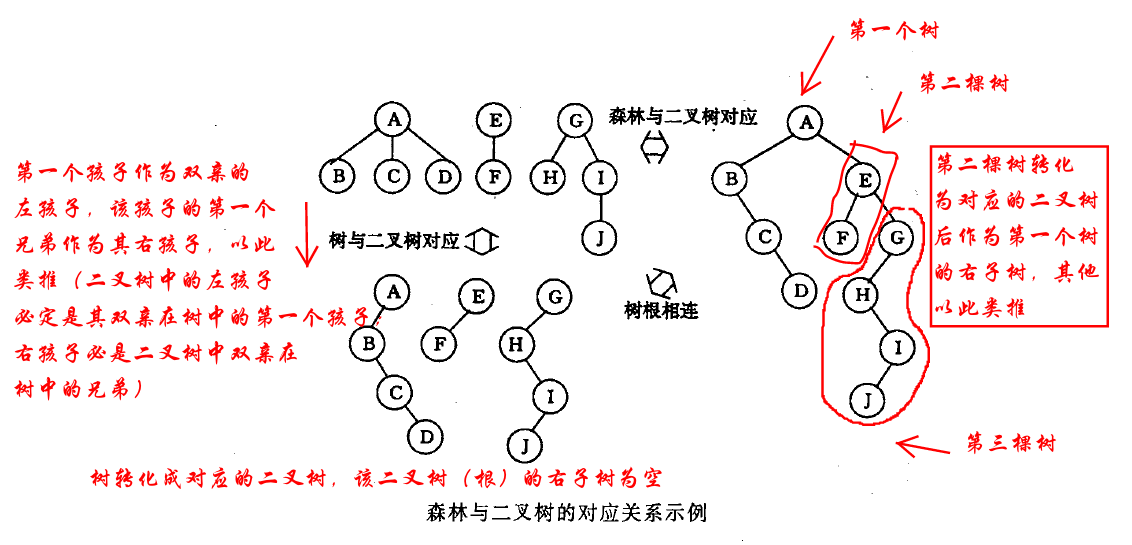 第一个树
第二棵树
A E G 森林与二叉树对应 A
B C D F H I
J
第一个孩子作为双亲的
左孩子，该孩子的第一个
兄弟作为其右孩子，以此
类推（二叉树中的左孩子
必定是其双亲在树中的第一个孩子，
右孩子必是二叉树中双亲在
树中的兄弟）
树与二叉树对应
A E G
B F H
C I
D J
树根相连
B E
C F G
D H
I
J
第二棵树转化
为对应的二叉树
后作为第一个树
的右子树，其他
以此类推
第三棵树
树转化成对应的二叉树，该二叉树（根）的右子树为空
森林与二叉树的对应关系示例